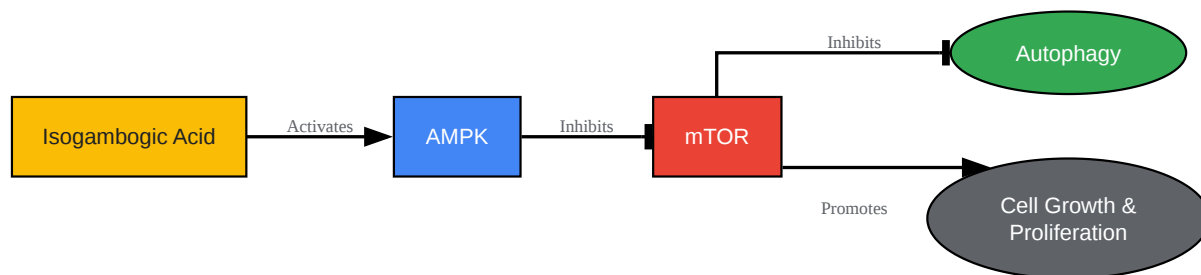 Inhibits
Autophagy
Isogambogic Acid
Activates
AMPK
Inhibits
mTOR
Promotes
Cell Growth &
Proliferation